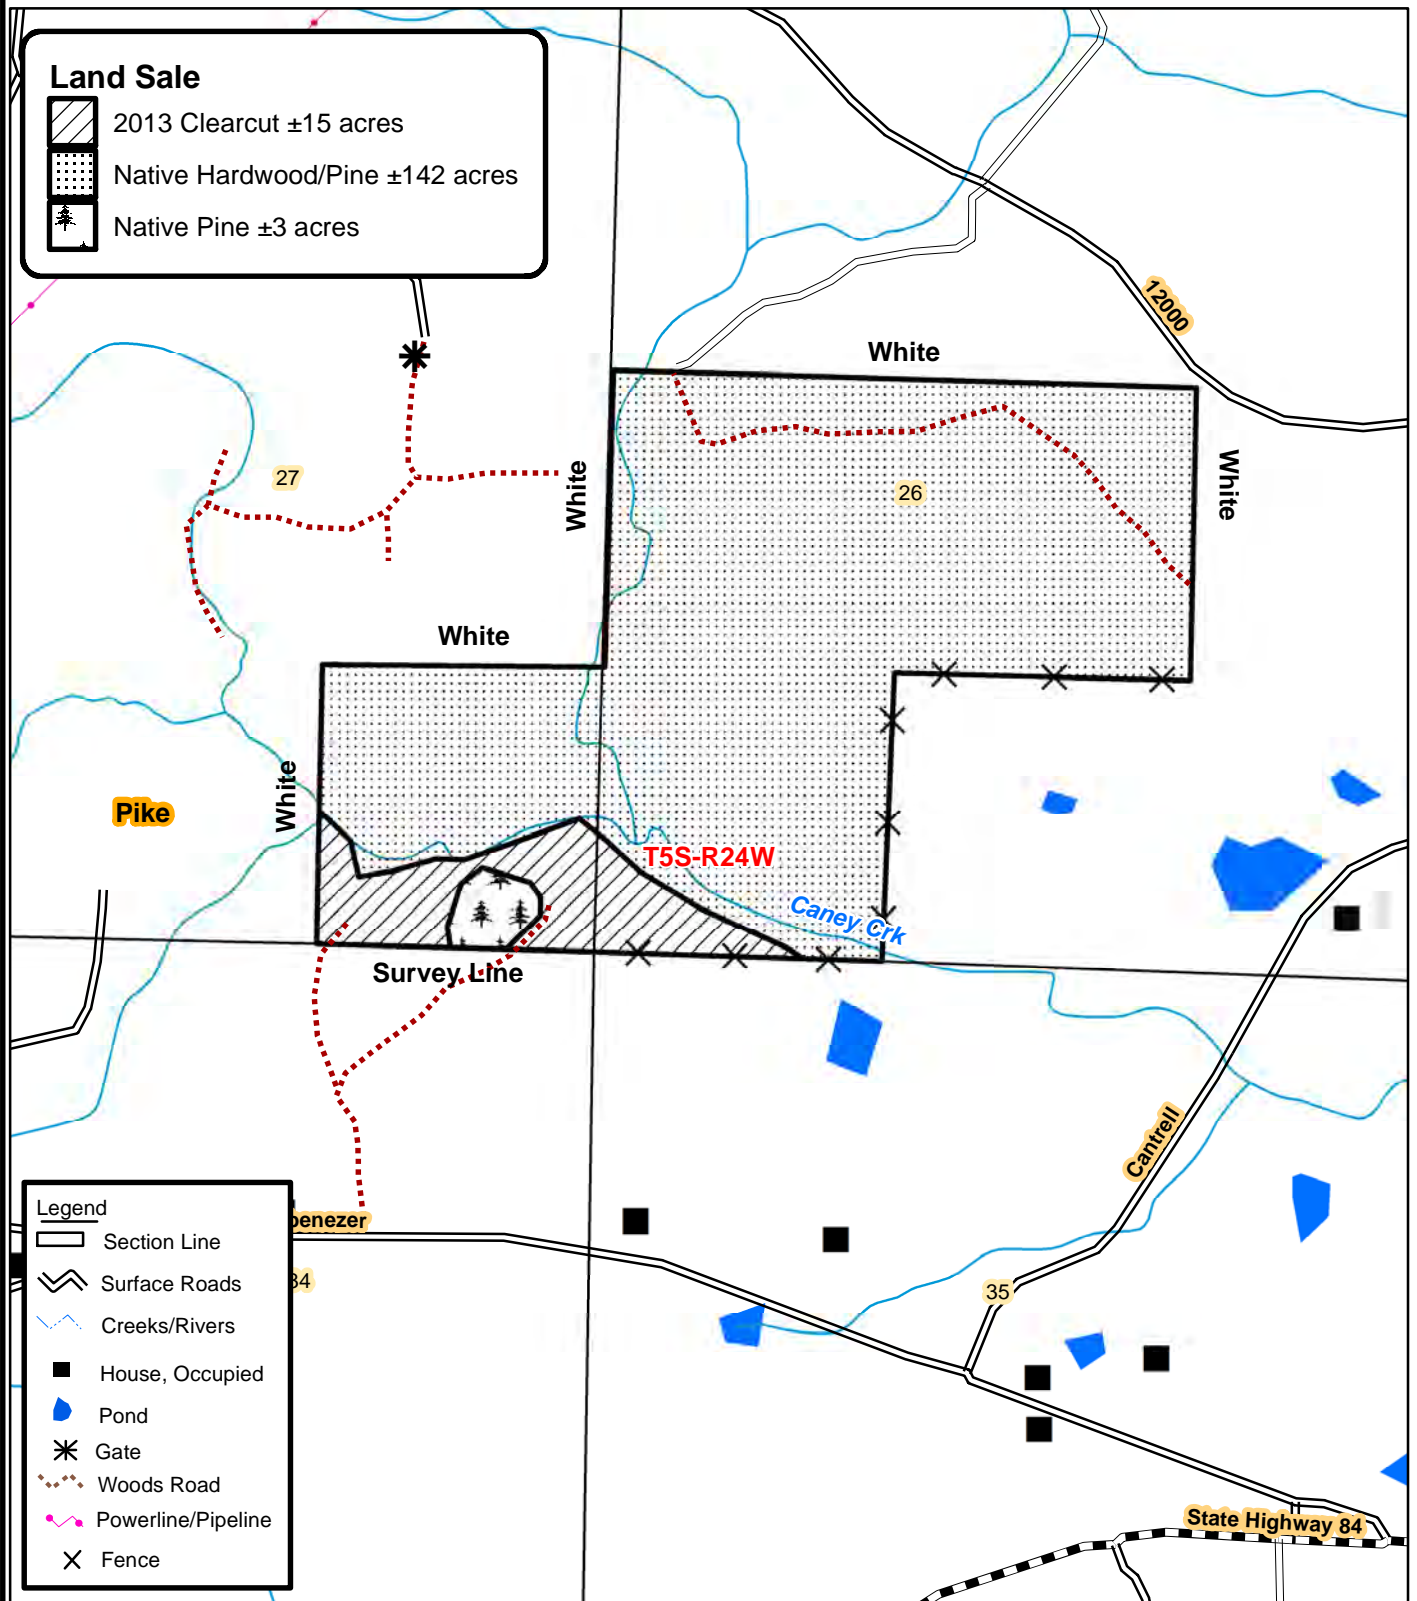 Land Sale
2013 Clearcut ±15 acres
Native Hardwood/Pine ±142 acres
Native Pine ±3 acres
12000
White
White
White
27
26
White
White
Pike
T5S-R24W
Caney Crk
Survey Line
Cantrell
benezer
34
35
State Highway 84
Legend
Section Line
Surface Roads
Creeks/Rivers
House, Occupied
Pond
Gate
Woods Road
Powerline/Pipeline
Fence